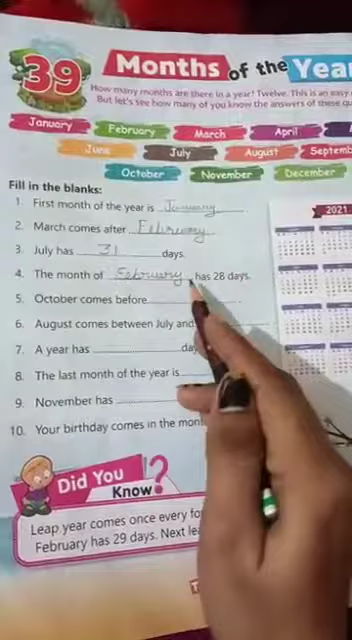 39
Months of the Year
How many months are there in a year? Twelve. This is an easy
But let's see how many of you know the answers of these qu
January
February
March
April
June
July
August
Septemb
October
November
December
Fill in the blanks:
1. First month of the year is January
2. March comes after February
3. July has 31 days.
4. The month of February has 28 days.
5. October comes before
6. August comes between July and
7. A year has
8. The last month of the year is
9. November has
10. Your birthday comes in the mont
2021
Did You
Know?
Leap year comes once every fo
February has 29 days. Next lea